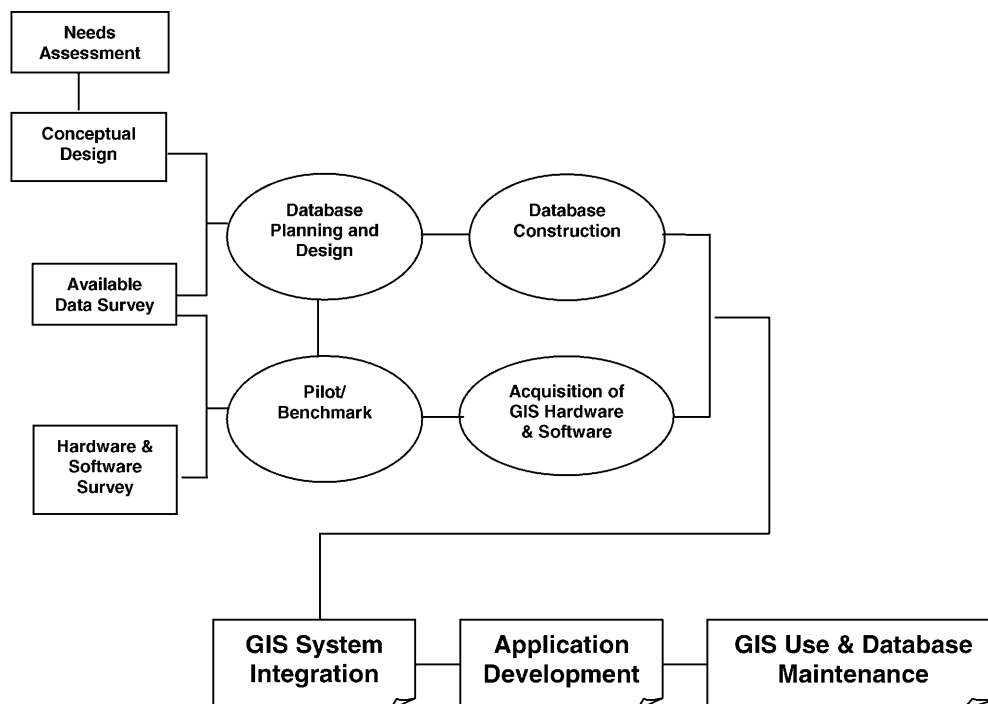 Needs
Assessment
Conceptual
Design
Database
Planning and
Design
Database
Construction
Available
Data Survey
Pilot/
Benchmark
Acquisition of
GIS Hardware
& Software
Hardware &
Software
Survey
GIS System
Integration
Application
Development
GIS Use & Database
Maintenance